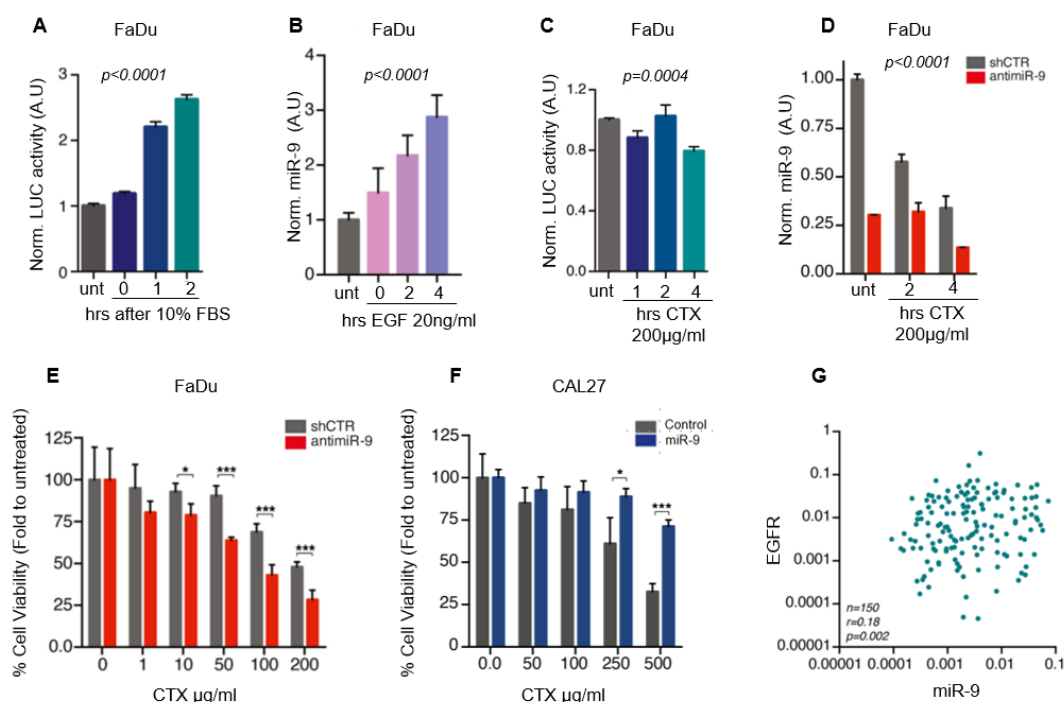 A
FaDu
p<0.0001
Norm. LUC activity (A.U)
3
2
1
0
unt
0
1
2
hrs after 10% FBS
B
FaDu
p<0.0001
Norm. miR-9 (A.U)
4
3
2
1
0
unt
0
2
4
hrs EGF 20ng/ml
C
FaDu
p=0.0004
Norm. LUC activity (A.U)
1.2
0.8
0.4
0.0
unt
1
2
4
hrs CTX
200µg/ml
D
FaDu
p<0.0001
shCTR
antimiR-9
Norm. miR-9 (A.U)
1.00
0.75
0.50
0.25
0.00
unt
2
4
hrs CTX
200µg/ml
E
FaDu
shCTR
antimiR-9
% Cell Viability (Fold to untreated)
125
100
75
50
25
0.0
*
***
***
***
0
1
10
50
100
200
CTX µg/ml
F
CAL27
Control
miR-9
% Cell Viability (Fold to untreated)
125
100
75
50
25
0
*
***
0.0
50
100
250
500
CTX µg/ml
G
EGFR
1
0.1
0.01
0.001
0.0001
0.00001
n=150
r=0.18
p=0.002
0.00001
0.0001
0.001
0.01
0.1
miR-9